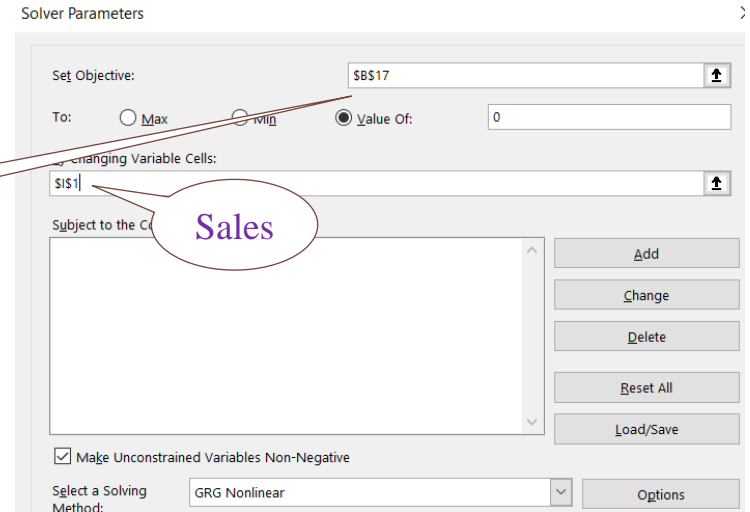 Solver Parameters
Set Objective:
$B$17
To:
Max
Min
Value Of:
0
Changing Variable Cells:
$I$1
Sales
Subject to the Co
Add
Change
Delete
Reset All
Load/Save
Make Unconstrained Variables Non-Negative
Select a Solving
Method:
GRG Nonlinear
Options